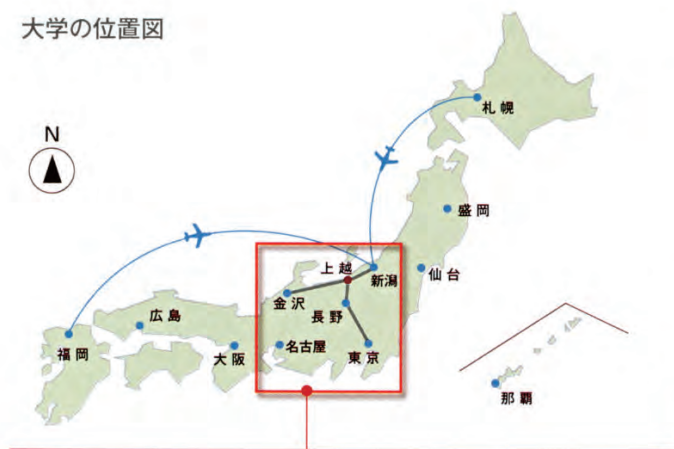 大学の位置図
N
札幌
盛岡
仙台
新潟
上越
金沢
長野
東京
名古屋
大阪
広島
福岡
那覇